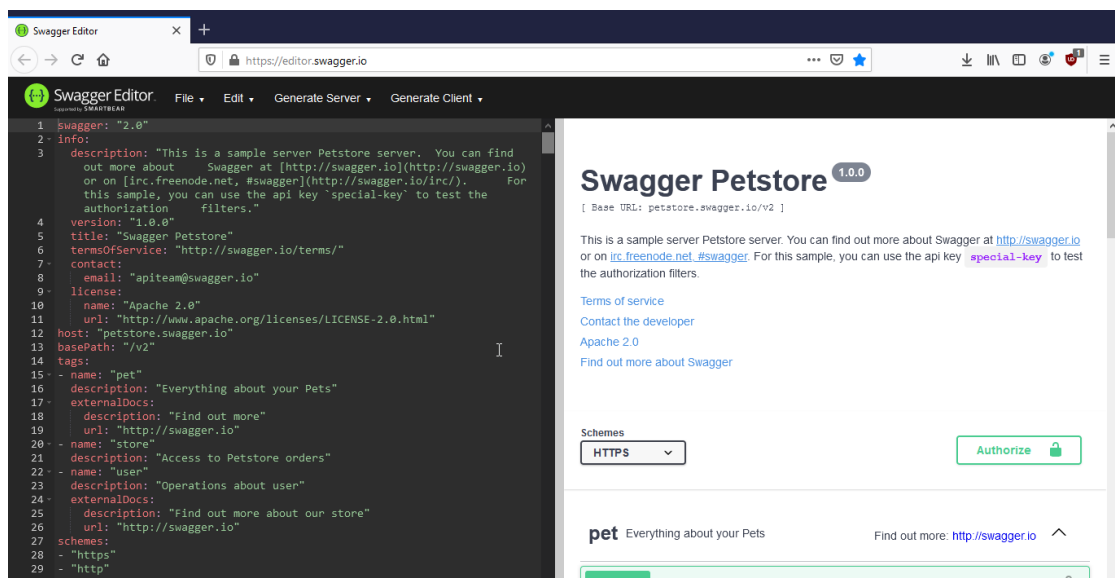 Swagger Editor
https://editor.swagger.io
1
Swagger Editor.
Supported by SMARTBEAR
File
Edit
Generate Server
Generate Client
1 swagger: "2.0"
2 info:
3 description: "This is a sample server Petstore server. You can find
out more about Swagger at [http://swagger.io](http://swagger.io)
or on [irc.freenode.net, #swagger](http://swagger.io/irc/). For
this sample, you can use the api key `special-key` to test the
authorization filters."
4 version: "1.0.0"
5 title: "Swagger Petstore"
6 termsOfService: "http://swagger.io/terms/"
7 contact:
8 email: "apiteam@swagger.io"
9 license:
10 name: "Apache 2.0"
11 url: "http://www.apache.org/licenses/LICENSE-2.0.html"
12 host: "petstore.swagger.io"
13 basePath: "/v2"
14 tags:
15 - name: "pet"
16 description: "Everything about your Pets"
17 externalDocs:
18 description: "Find out more"
19 url: "http://swagger.io"
20 - name: "store"
21 description: "Access to Petstore orders"
22 - name: "user"
23 description: "Operations about user"
24 externalDocs:
25 description: "Find out more about our store"
26 url: "http://swagger.io"
27 schemes:
28 - "https"
29 - "http"
Swagger Petstore 1.0.0
[ Base URL: petstore.swagger.io/v2 ]
This is a sample server Petstore server. You can find out more about Swagger at http://swagger.io
or on irc.freenode.net, #swagger. For this sample, you can use the api key special-key to test
the authorization filters.
Terms of service
Contact the developer
Apache 2.0
Find out more about Swagger
Schemes
HTTPS
Authorize
pet Everything about your Pets
Find out more: http://swagger.io